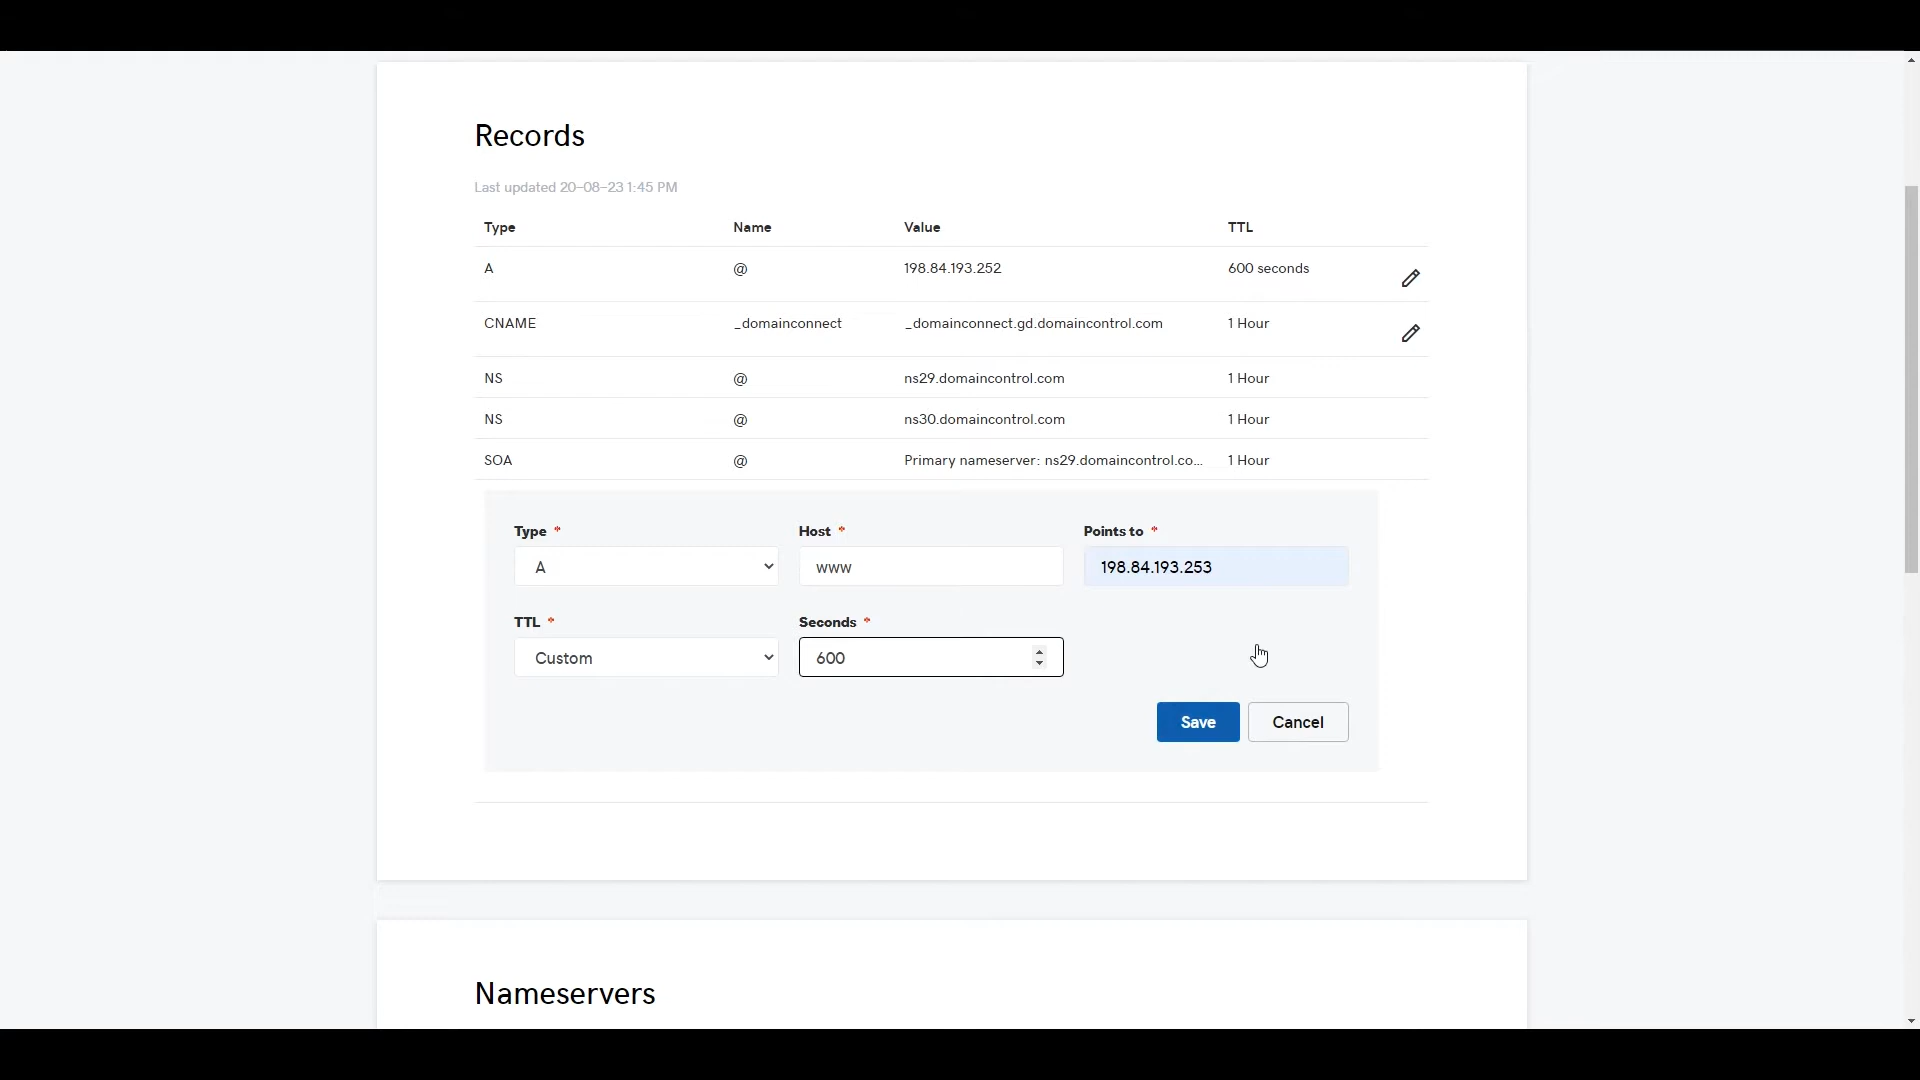 Records
Last updated 20-08-23 1:45 PM
Type Name Value TTL
A @ 198.84.193.252 600 seconds
CNAME _domainconnect _domainconnect.gd.domaincontrol.com 1 Hour
NS @ ns29.domaincontrol.com 1 Hour
NS @ ns30.domaincontrol.com 1 Hour
SOA @ Primary nameserver: ns29.domaincontrol.co... 1 Hour
Type * Host * Points to *
A www 198.84.193.253
TTL * Seconds *
Custom 600
Save Cancel
Nameservers